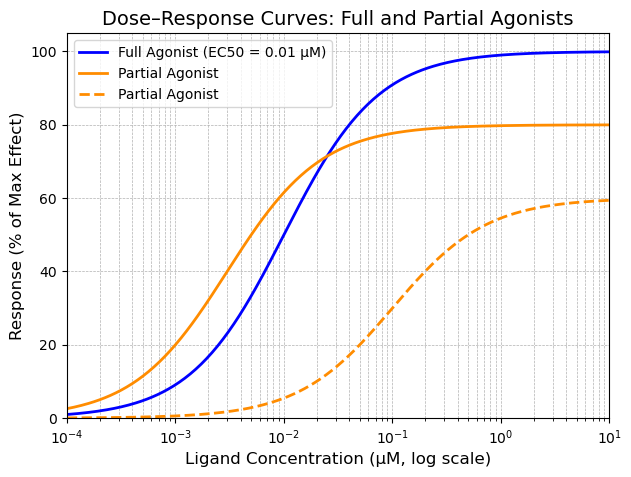 Dose–Response Curves: Full and Partial Agonists
Full Agonist (EC50 = 0.01 μM)
Partial Agonist
Partial Agonist
Response (% of Max Effect)
100
80
60
40
20
0
10⁻⁴
10⁻³
10⁻²
10⁻¹
10⁰
10¹
Ligand Concentration (μM, log scale)